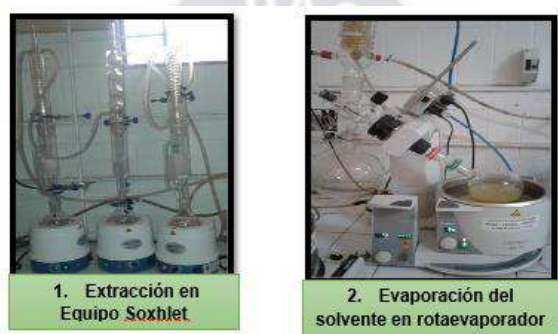 1. Extracción en
Equipo Soxhlet
2. Evaporación del
solvente en rotaevaporador